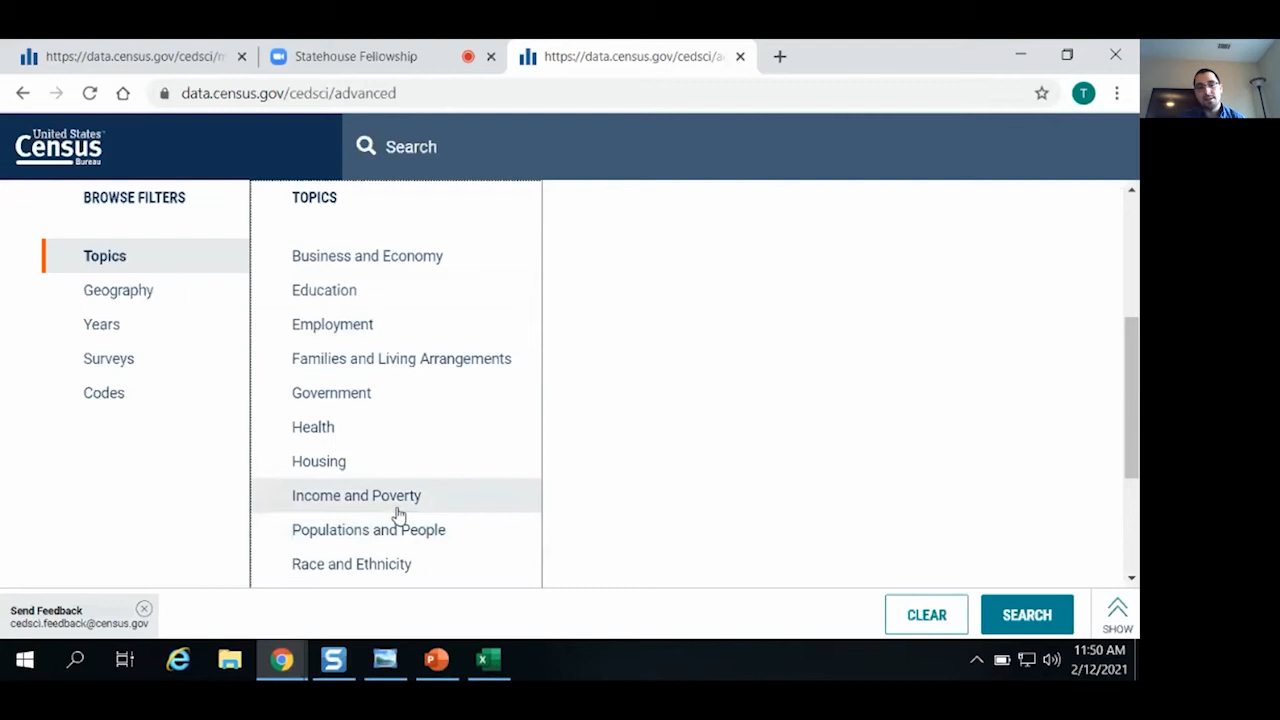 https://data.census.gov/cedsci/m
Statehouse Fellowship
https://data.census.gov/cedsci/a
data.census.gov/cedsci/advanced
T
United States
Census
Bureau
Search
BROWSE FILTERS
Topics
Geography
Years
Surveys
Codes
TOPICS
Business and Economy
Education
Employment
Families and Living Arrangements
Government
Health
Housing
Income and Poverty
Populations and People
Race and Ethnicity
Send Feedback
cedsci.feedback@census.gov
CLEAR
SEARCH
SHOW
11:50 AM
2/12/2021